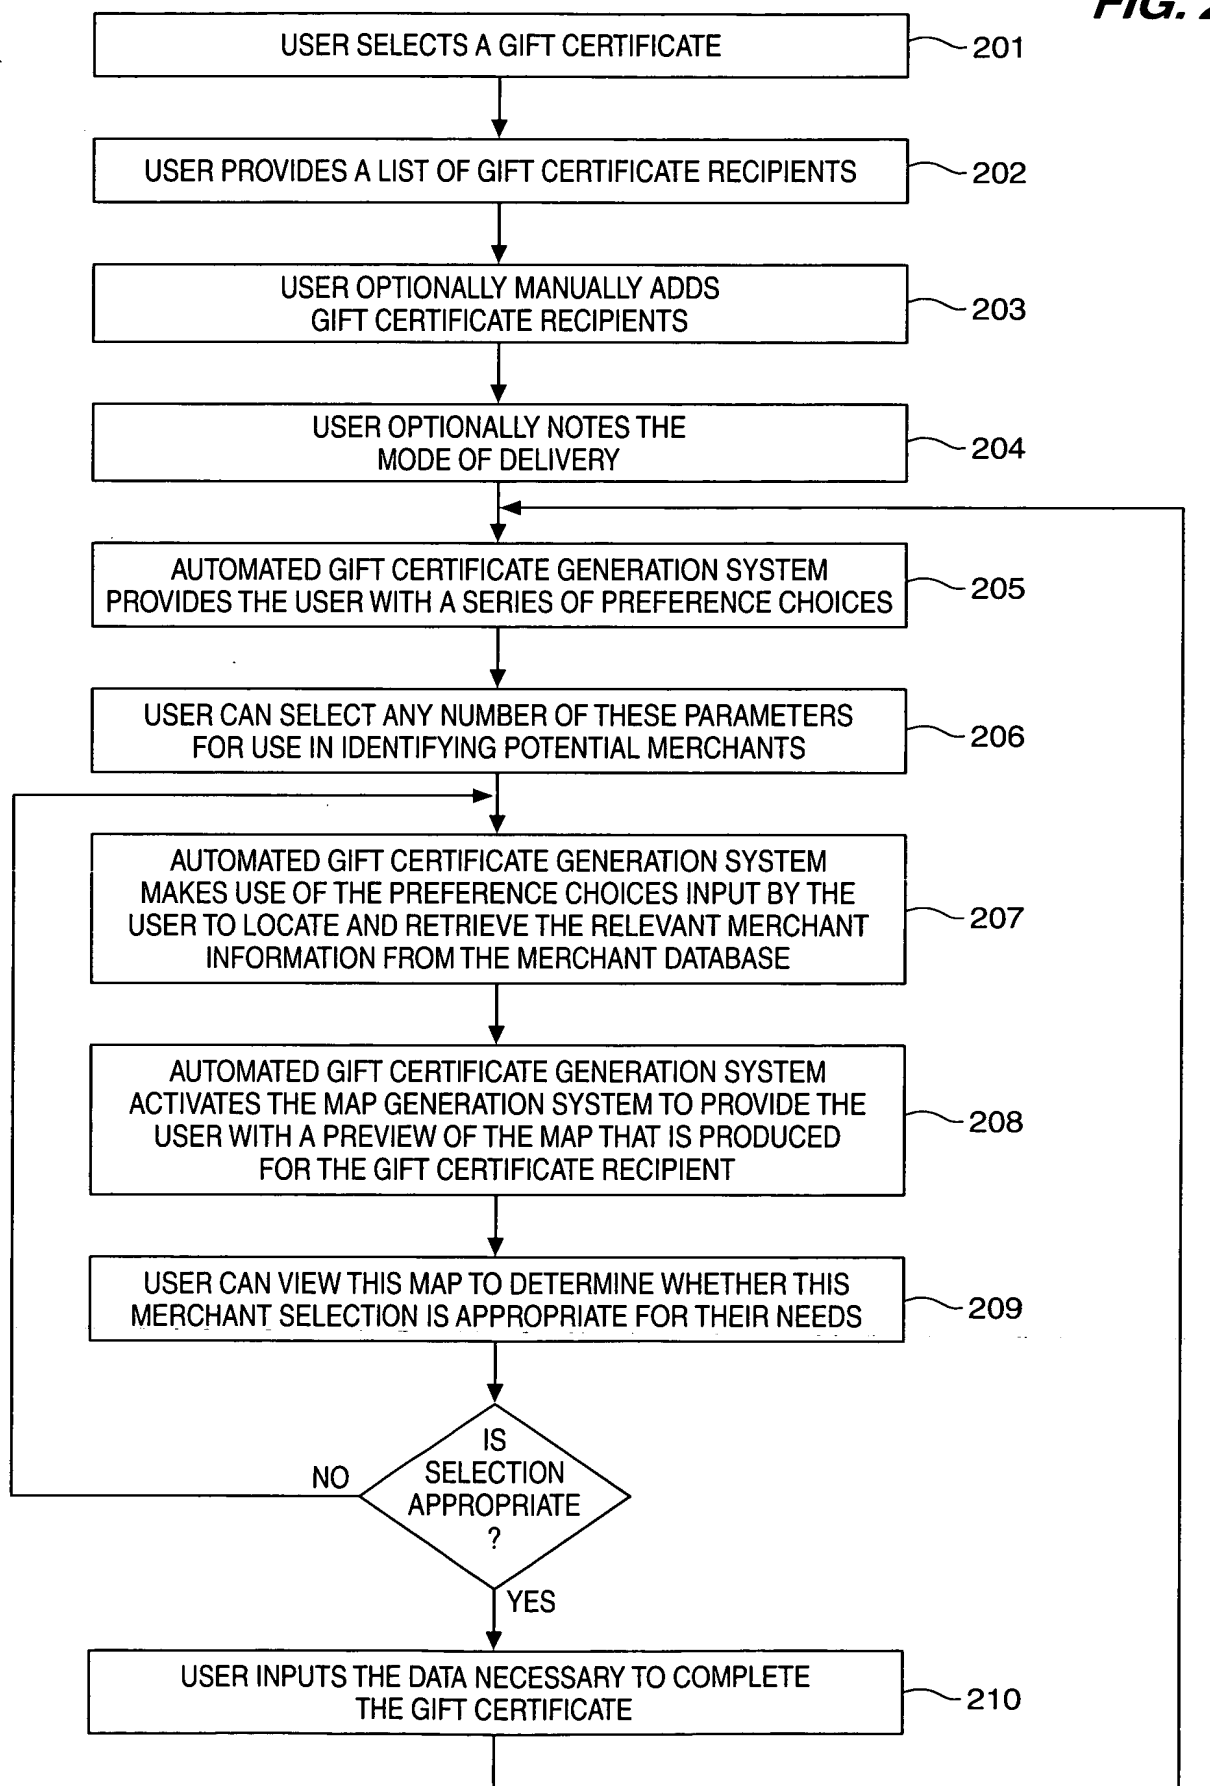 FIG. 2
USER SELECTS A GIFT CERTIFICATE
201
USER PROVIDES A LIST OF GIFT CERTIFICATE RECIPIENTS
202
USER OPTIONALLY MANUALLY ADDS
GIFT CERTIFICATE RECIPIENTS
203
USER OPTIONALLY NOTES THE
MODE OF DELIVERY
204
AUTOMATED GIFT CERTIFICATE GENERATION SYSTEM
PROVIDES THE USER WITH A SERIES OF PREFERENCE CHOICES
205
USER CAN SELECT ANY NUMBER OF THESE PARAMETERS
FOR USE IN IDENTIFYING POTENTIAL MERCHANTS
206
AUTOMATED GIFT CERTIFICATE GENERATION SYSTEM
MAKES USE OF THE PREFERENCE CHOICES INPUT BY THE
USER TO LOCATE AND RETRIEVE THE RELEVANT MERCHANT
INFORMATION FROM THE MERCHANT DATABASE
207
AUTOMATED GIFT CERTIFICATE GENERATION SYSTEM
ACTIVATES THE MAP GENERATION SYSTEM TO PROVIDE THE
USER WITH A PREVIEW OF THE MAP THAT IS PRODUCED
FOR THE GIFT CERTIFICATE RECIPIENT
208
USER CAN VIEW THIS MAP TO DETERMINE WHETHER THIS
MERCHANT SELECTION IS APPROPRIATE FOR THEIR NEEDS
209
IS
SELECTION
APPROPRIATE
?
NO
YES
USER INPUTS THE DATA NECESSARY TO COMPLETE
THE GIFT CERTIFICATE
210